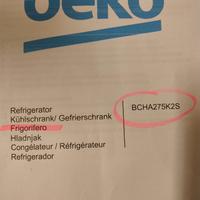 beko
Refrigerator
Kühlschrank/ Gefrierschrank
Frigorifero
Hladnjak
Congélateur / Réfrigérateur
Refrigerador
BCHA275K2S